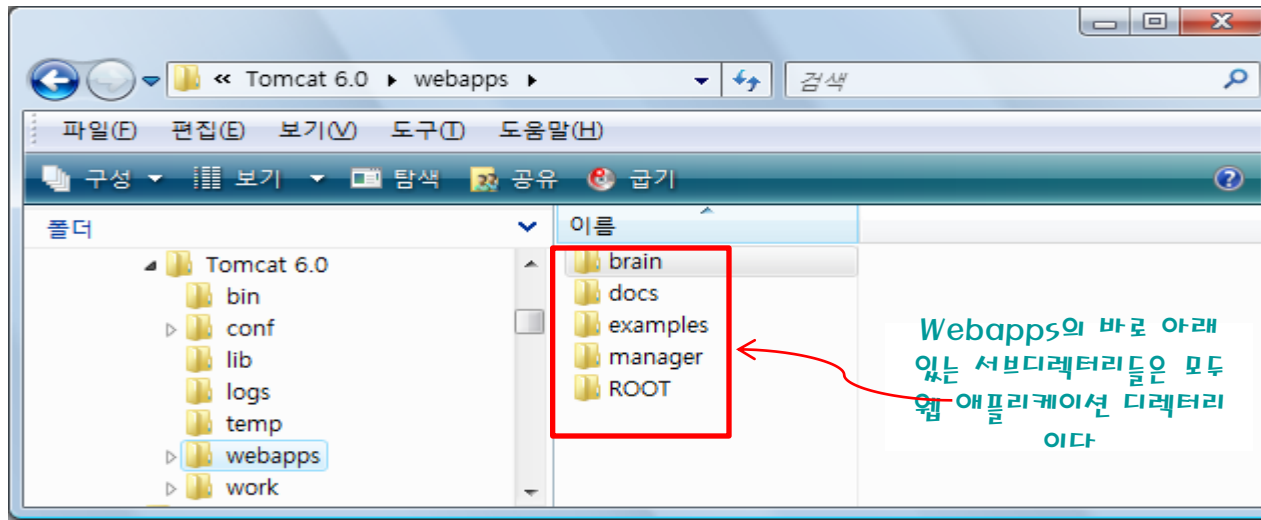 « Tomcat 6.0 ▸ webapps ▸ 검색
파일(F) 편집(E) 보기(V) 도구(T) 도움말(H)
구성 보기 탐색 공유 굽기
폴더
Tomcat 6.0
bin
conf
lib
logs
temp
webapps
work
이름
brain
docs
examples
manager
ROOT
Webapps의 바로 아래
있는 서브디렉터리들은 모두
웹 애플리케이션 디렉터리
이다